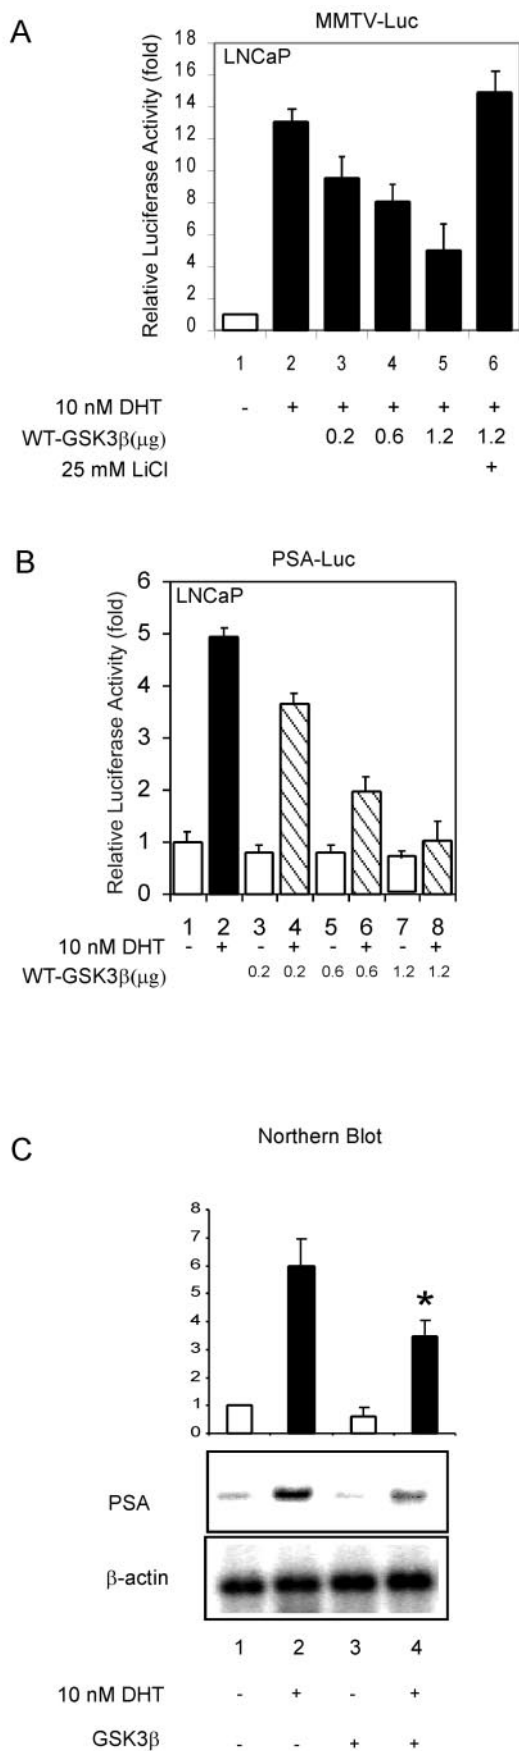 A
MMTV-Luc
LNCaP
Relative Luciferase Activity (fold)
18
16
14
12
10
8
6
4
2
0
1 2 3 4 5 6
10 nM DHT - + + + + +
WT-GSK3β(μg) 0.2 0.6 1.2 1.2
25 mM LiCl +
B
PSA-Luc
LNCaP
Relative Luciferase Activity (fold)
6
5
4
3
2
1
0
1 2 3 4 5 6 7 8
10 nM DHT - + - + - + - +
WT-GSK3β(μg) 0.2 0.2 0.6 0.6 1.2 1.2
C
Northern Blot
8
7
6
5
4
3
2
1
0
*
PSA
β-actin
1 2 3 4
10 nM DHT - + - +
GSK3β - - + +